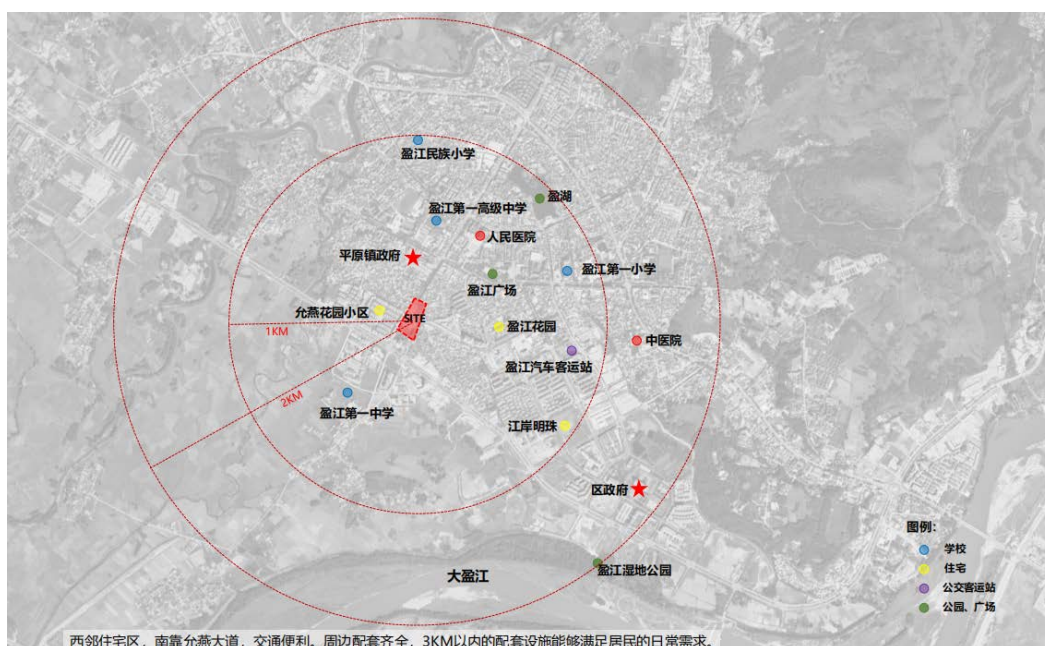 盈江民族小学
盈湖
盈江第一高级中学
人民医院
平原镇政府
盈江第一小学
盈江广场
允燕花园小区
SITE
盈江花园
1KM
中医院
盈江汽车客运站
2KM
盈江第一中学
江岸明珠
区政府
图例：
学校
盈江湿地公园
住宅
大盈江
公交客运站
公园、广场
西邻住宅区，南靠允燕大道，交通便利。周边配套齐全，3KM以内的配套设施能够满足居民的日常需求。